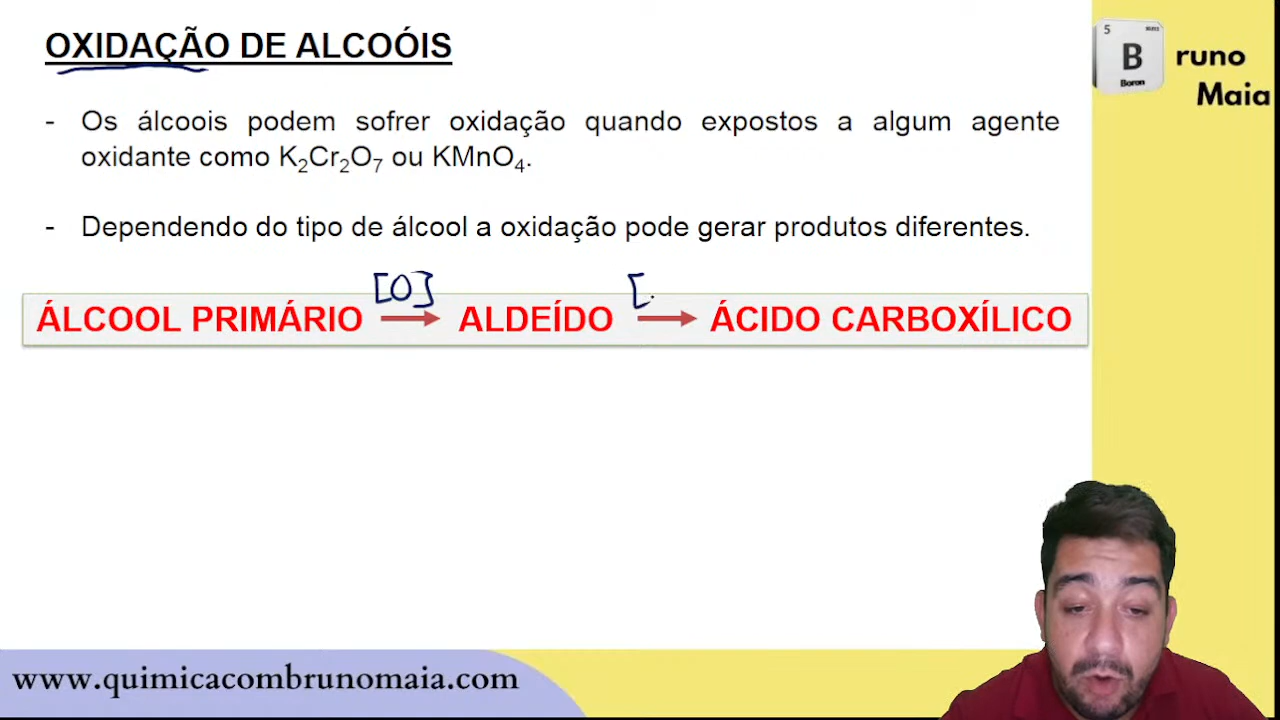 OXIDAÇÃO DE ALCOÓIS
5
B
Boron
runo
Maia
- Os álcoois podem sofrer oxidação quando expostos a algum agente
oxidante como K₂Cr₂O₇ ou KMnO₄.
- Dependendo do tipo de álcool a oxidação pode gerar produtos diferentes.
[O] [
ÁLCOOL PRIMÁRIO → ALDEÍDO → ÁCIDO CARBOXÍLICO
www.quimicacombrunomaia.com